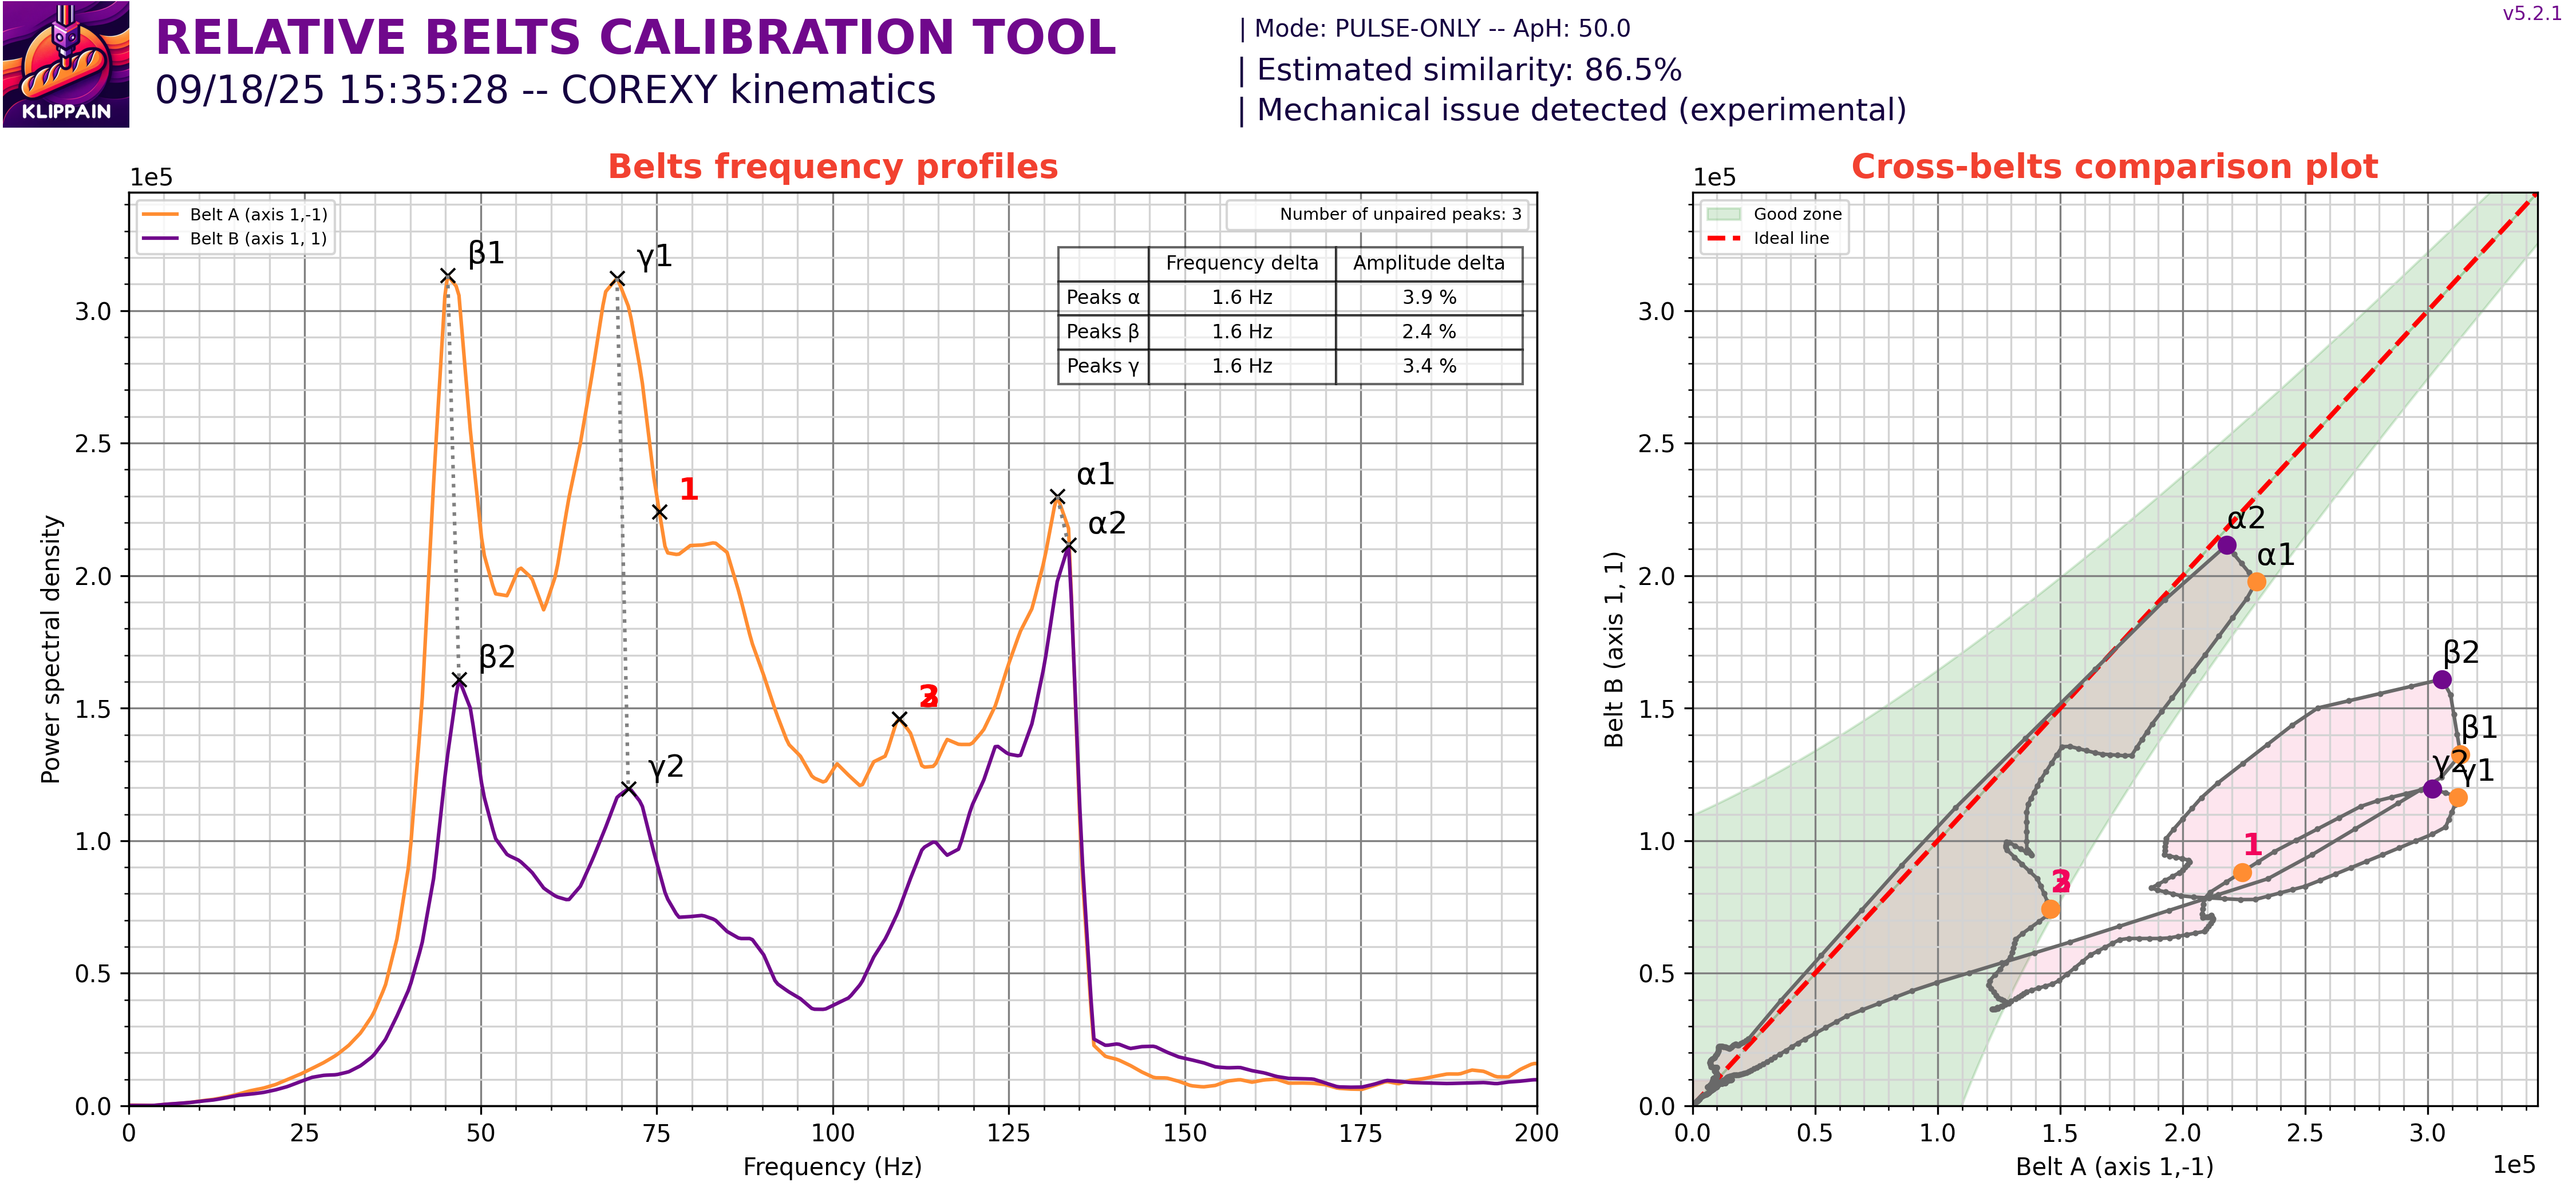 KLIPPAIN
RELATIVE BELTS CALIBRATION TOOL
09/18/25 15:35:28 -- COREXY kinematics
| Mode: PULSE-ONLY -- ApH: 50.0
| Estimated similarity: 86.5%
| Mechanical issue detected (experimental)
v5.2.1
Belts frequency profiles
1e5
Belt A (axis 1,-1)
Belt B (axis 1, 1)
Number of unpaired peaks: 3
Frequency delta Amplitude delta
Peaks α 1.6 Hz 3.9 %
Peaks β 1.6 Hz 2.4 %
Peaks γ 1.6 Hz 3.4 %
β1
γ1
1
α1
α2
β2
γ2
3
Power spectral density
3.0
2.5
2.0
1.5
1.0
0.5
0.0
0 25 50 75 100 125 150 175 200
Frequency (Hz)
Cross-belts comparison plot
1e5
Good zone
Ideal line
α2
α1
β2
β1
γ2
γ1
1
3
Belt B (axis 1, 1)
3.0
2.5
2.0
1.5
1.0
0.5
0.0
0.0 0.5 1.0 1.5 2.0 2.5 3.0
Belt A (axis 1,-1)
1e5